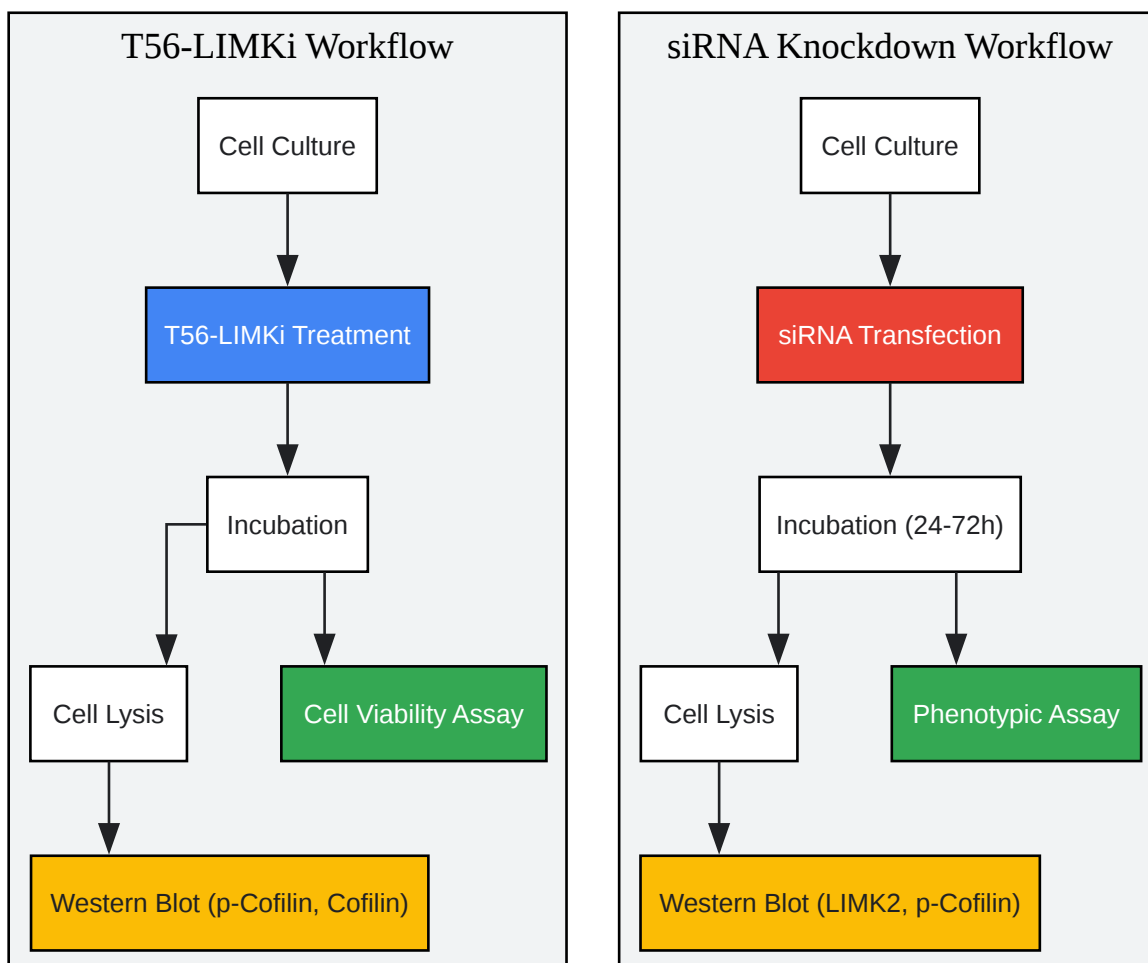 T56-LIMKi Workflow
Cell Culture
T56-LIMKi Treatment
Incubation
Cell Lysis
Cell Viability Assay
Western Blot (p-Cofilin, Cofilin)
siRNA Knockdown Workflow
Cell Culture
siRNA Transfection
Incubation (24-72h)
Cell Lysis
Phenotypic Assay
Western Blot (LIMK2, p-Cofilin)